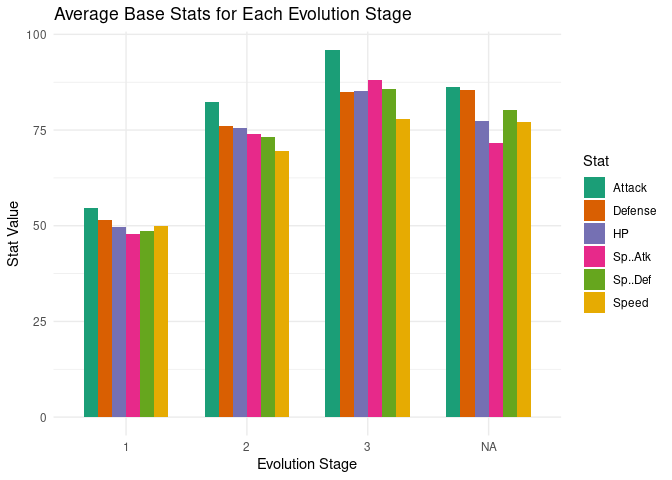 Average Base Stats for Each Evolution Stage
100
75
50
25
0
Stat Value
1 2 3 NA
Evolution Stage
Stat
Attack
Defense
HP
Sp..Atk
Sp..Def
Speed